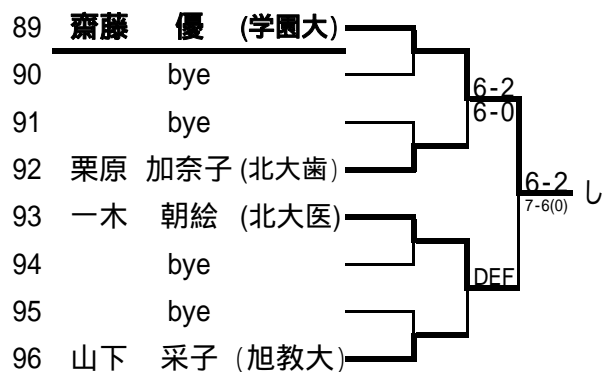 89 齋藤 優 (学園大)
90 bye
91 bye
92 栗原 加奈子 (北大歯)
93 一木 朝絵 (北大医)
94 bye
95 bye
96 山下 采子 (旭教大)
6-2
6-0
DEF
6-2
7-6(0)
し